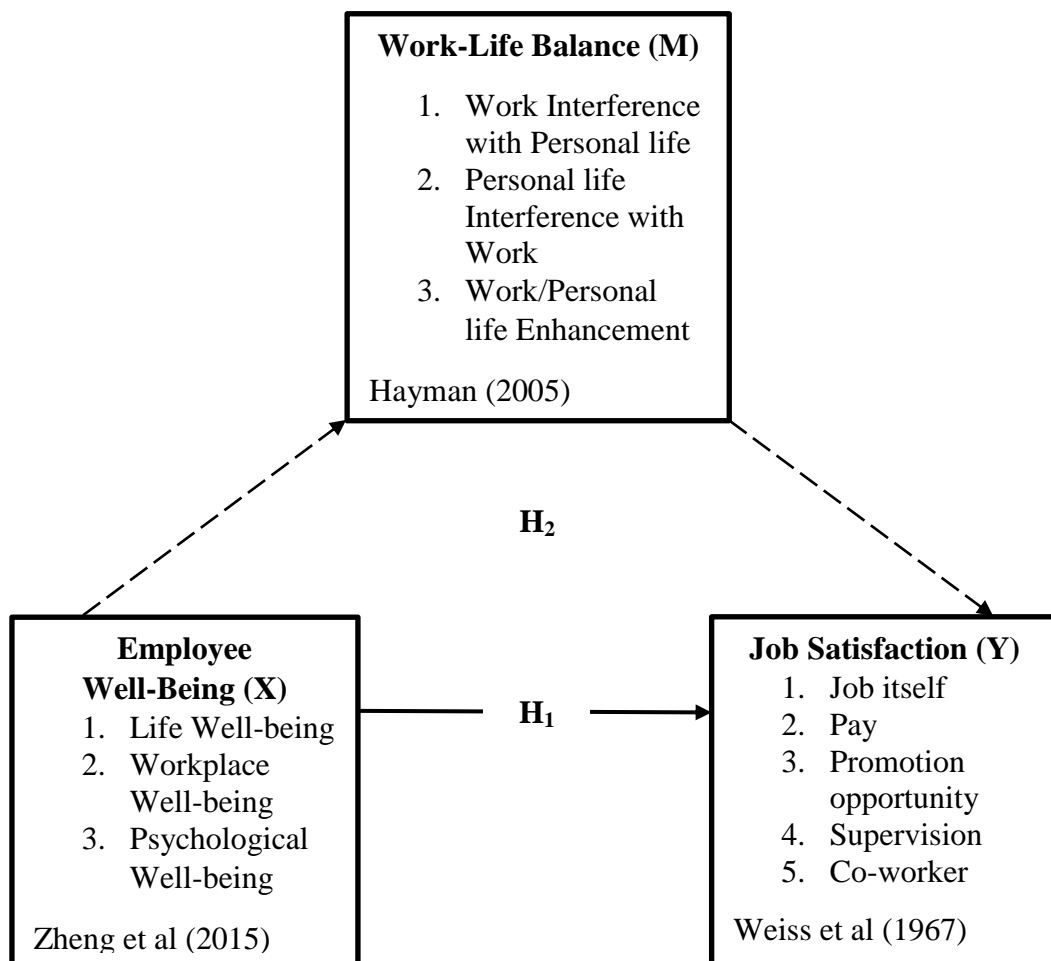 Work-Life Balance (M)
1. Work Interference
with Personal life
2. Personal life
Interference with
Work
3. Work/Personal
life Enhancement
Hayman (2005)
H₂
Employee
Well-Being (X)
1. Life Well-being
2. Workplace
Well-being
3. Psychological
Well-being
Zheng et al (2015)
H₁
Job Satisfaction (Y)
1. Job itself
2. Pay
3. Promotion
opportunity
4. Supervision
5. Co-worker
Weiss et al (1967)